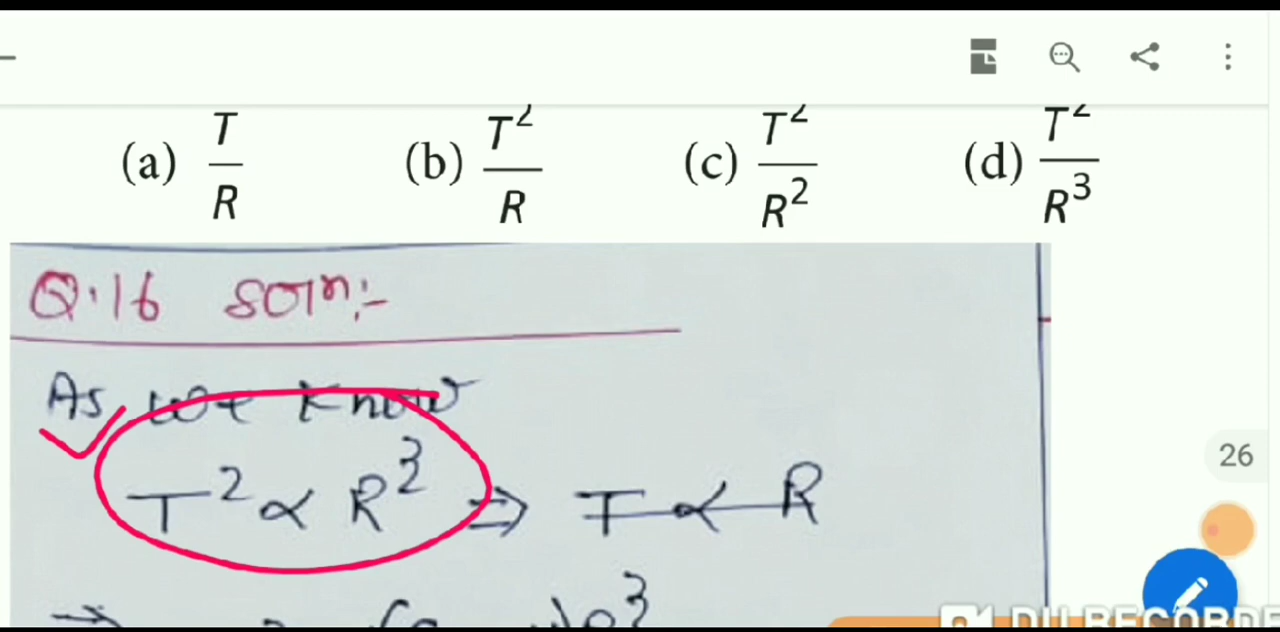 (a) T/R (b) T²/R (c) T²/R² (d) T²/R³
Q.16 Soln:-
As we know
T² ∝ R³ ⇒ T ∝ R
26